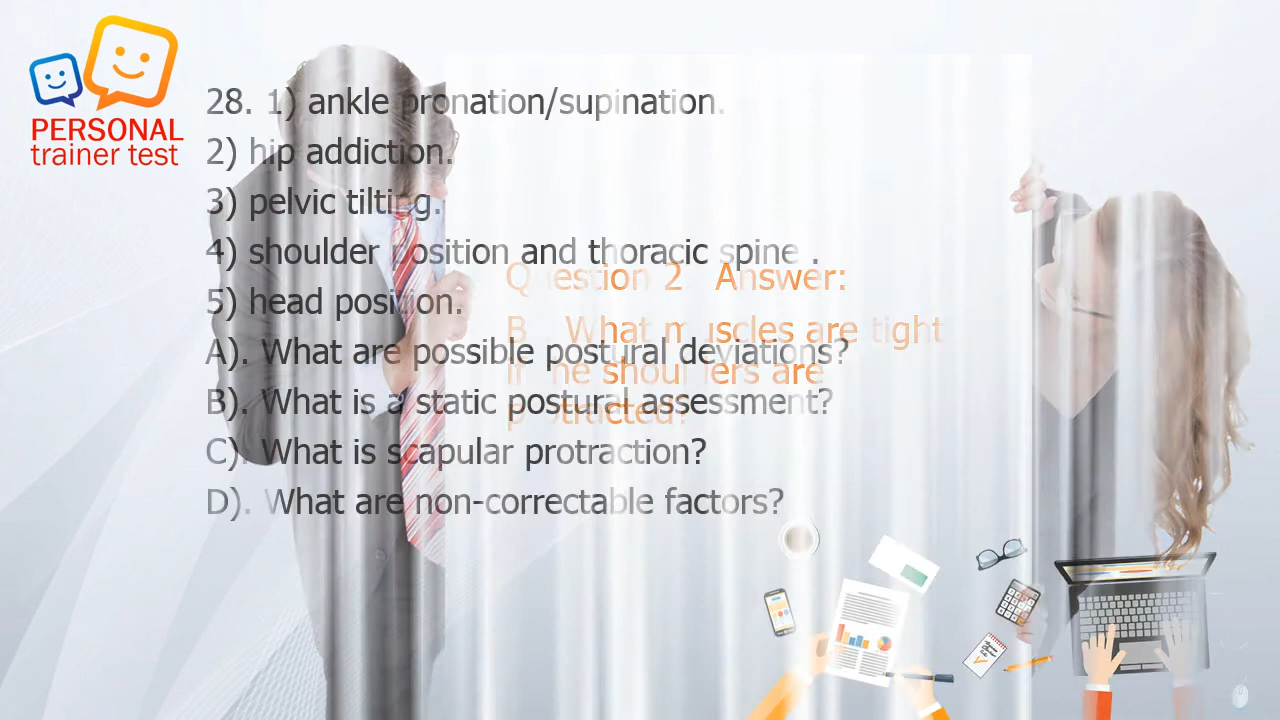 PERSONAL
trainer test
28. 1) ankle pronation/supination.
2) hip addiction.
3) pelvic tilting.
4) shoulder position and thoracic spine .
5) head position.
A). What are possible postural deviations?
B). What is a static postural assessment?
C). What is scapular protraction?
D). What are non-correctable factors?
Question 2 Answer:
B What muscles are tight
shoulders are
protracted?